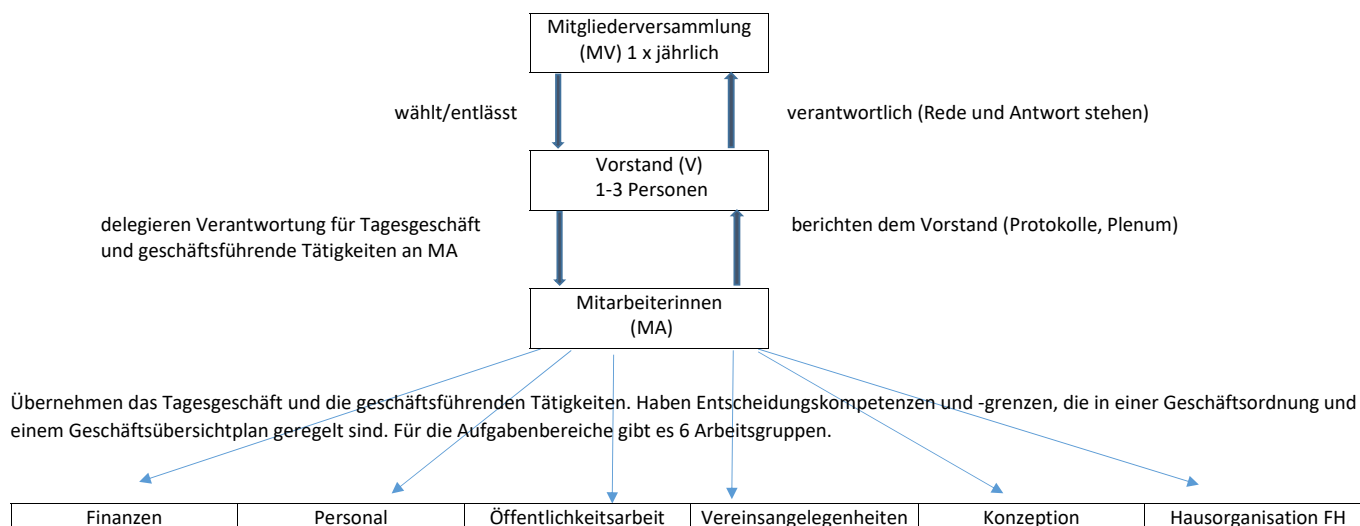 Mitgliederversammlung
(MV) 1 x jährlich
wählt/entlässt
verantwortlich (Rede und Antwort stehen)
Vorstand (V)
1-3 Personen
delegieren Verantwortung für Tagesgeschäft
und geschäftsführende Tätigkeiten an MA
berichten dem Vorstand (Protokolle, Plenum)
Mitarbeiterinnen
(MA)
Übernehmen das Tagesgeschäft und die geschäftsführenden Tätigkeiten. Haben Entscheidungskompetenzen und -grenzen, die in einer Geschäftsordnung und
einem Geschäftsübersichtplan geregelt sind. Für die Aufgabenbereiche gibt es 6 Arbeitsgruppen.
Finanzen
Personal
Öffentlichkeitsarbeit
Vereinsangelegenheiten
Konzeption
Hausorganisation FH